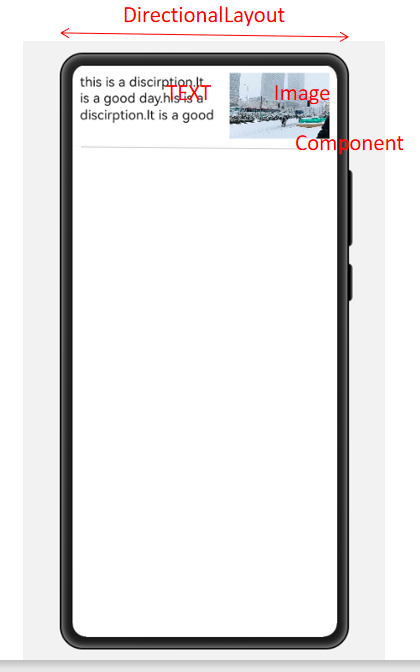 DirectionalLayout
this is a discirption.It
is a good day.his is a
discirption.It is a good
TEXT
Image
Component